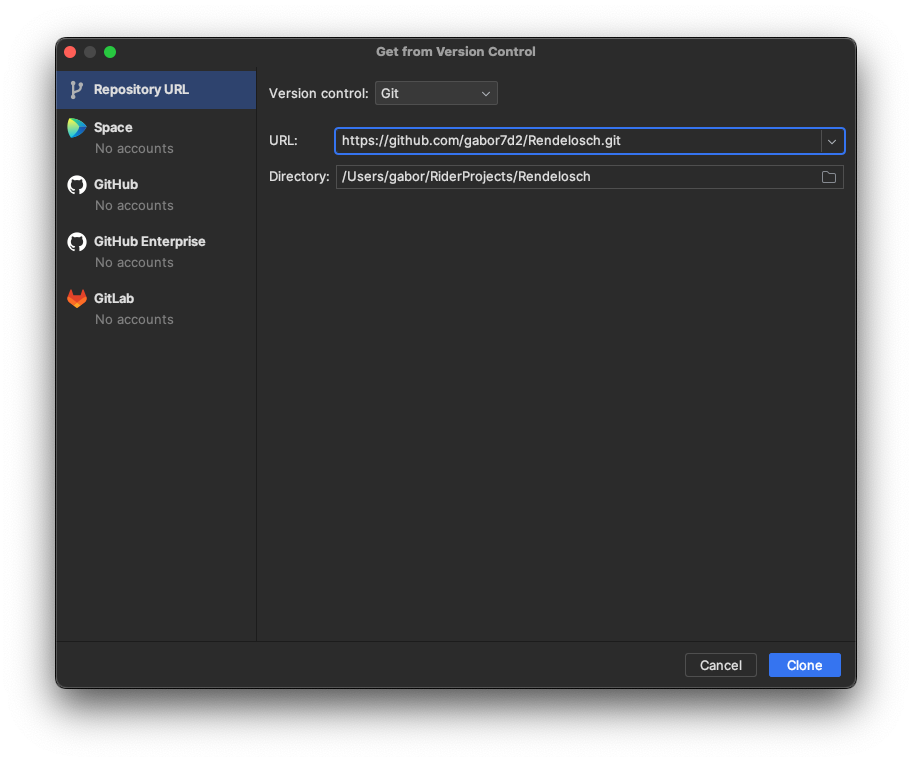 Get from Version Control
Repository URL
Space
No accounts
GitHub
No accounts
GitHub Enterprise
No accounts
GitLab
No accounts
Version control: Git
URL: https://github.com/gabor7d2/Rendelosch.git
Directory: /Users/gabor/RiderProjects/Rendelosch
Cancel Clone